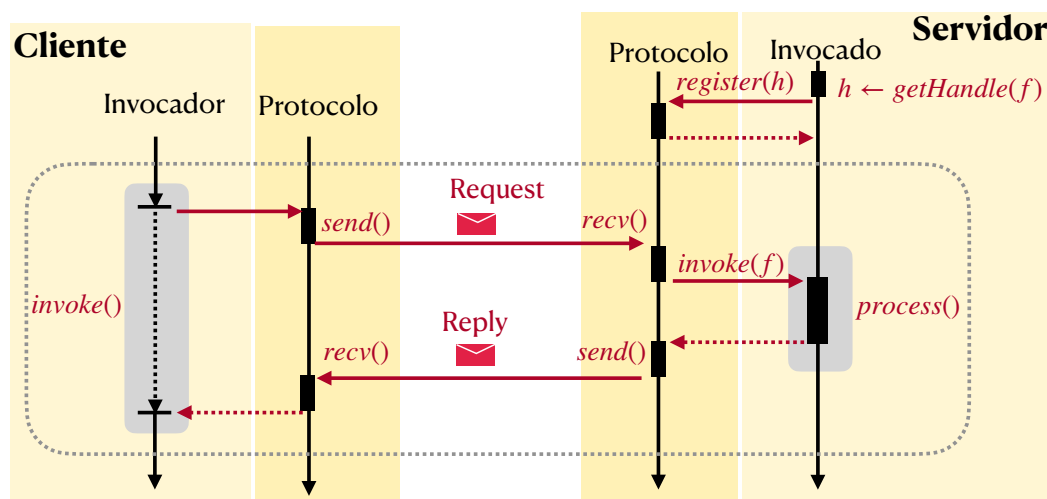 Cliente
Servidor
Protocolo
Invocado
register(h)
h ← getHandle(f)
Invocador
Protocolo
Request
send()
recv()
invoke(f)
invoke()
process()
Reply
recv()
send()